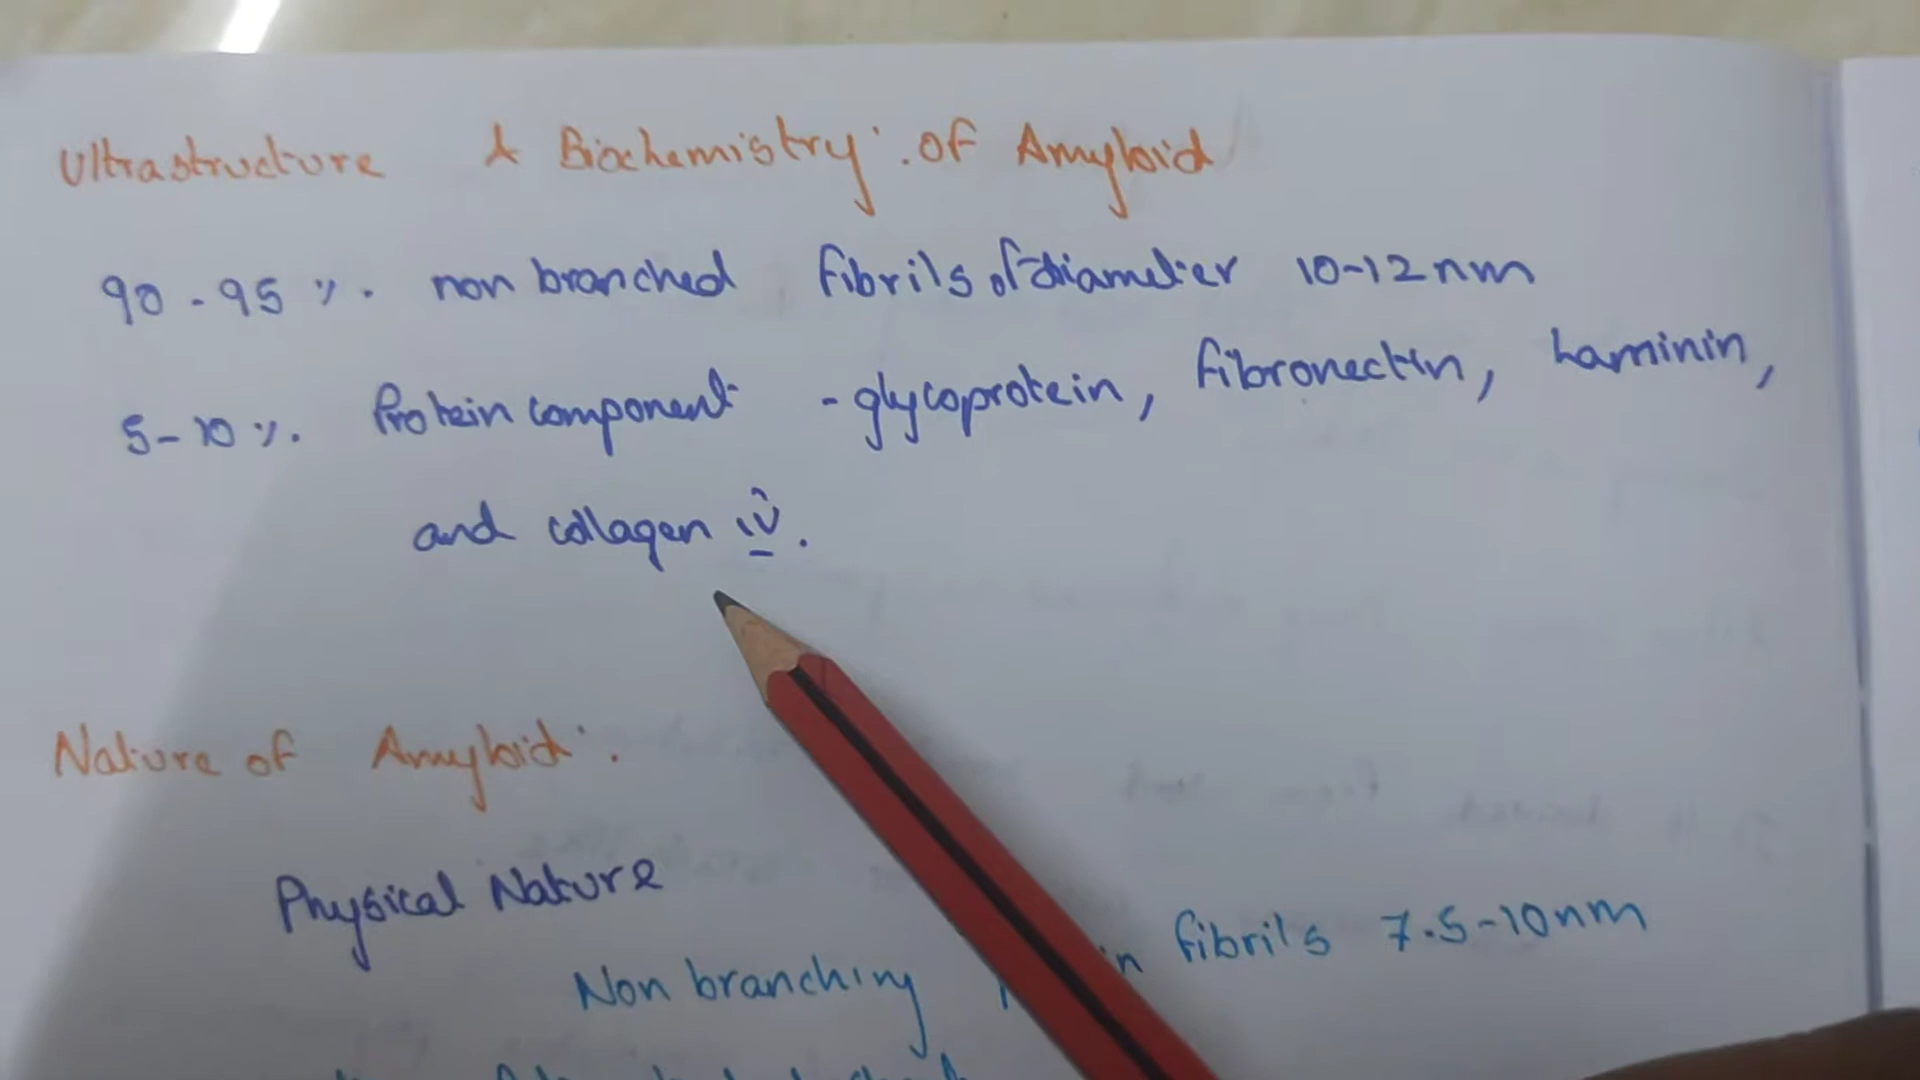 Ultrastructure & Biochemistry of Amyloid
90-95 %. non branched fibrils of diameter 10-12nm
5-10 %. Protein component - glycoprotein, fibronectin, Laminin,
and collagen iv.
Nature of Amyloid.
Physical Nature
Non branching fibrils 7.5-10nm